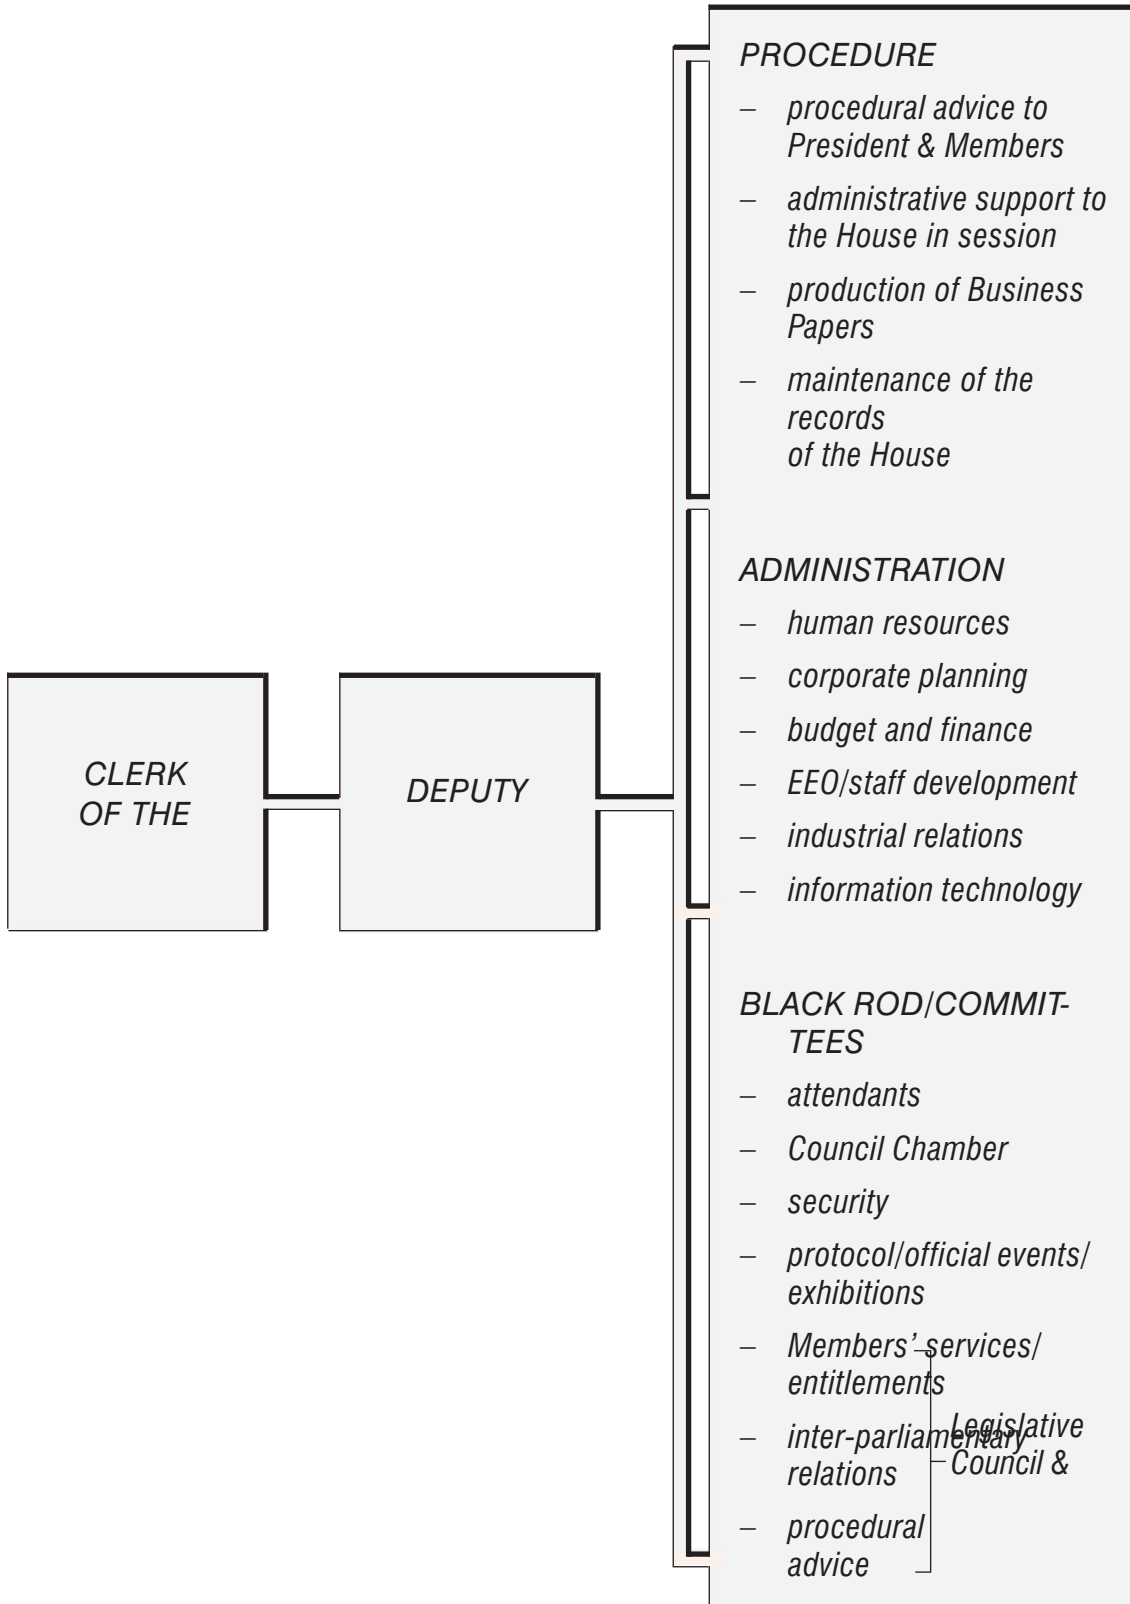 CLERK
OF THE
DEPUTY
PROCEDURE
– procedural advice to
President & Members
– administrative support to
the House in session
– production of Business
Papers
– maintenance of the
records
of the House
ADMINISTRATION
– human resources
– corporate planning
– budget and finance
– EEO/staff development
– industrial relations
– information technology
BLACK ROD/COMMIT-
TEES
– attendants
– Council Chamber
– security
– protocol/official events/
exhibitions
– Members’ services/
entitlements
– inter-parliamentary
relations
– procedural
advice
Legislative
Council &